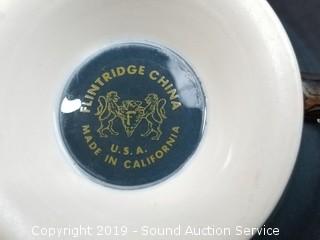 FLINTRIDGE CHINA
F
U.S.A.
MADE IN CALIFORNIA
Copyright 2019 - Sound Auction Service